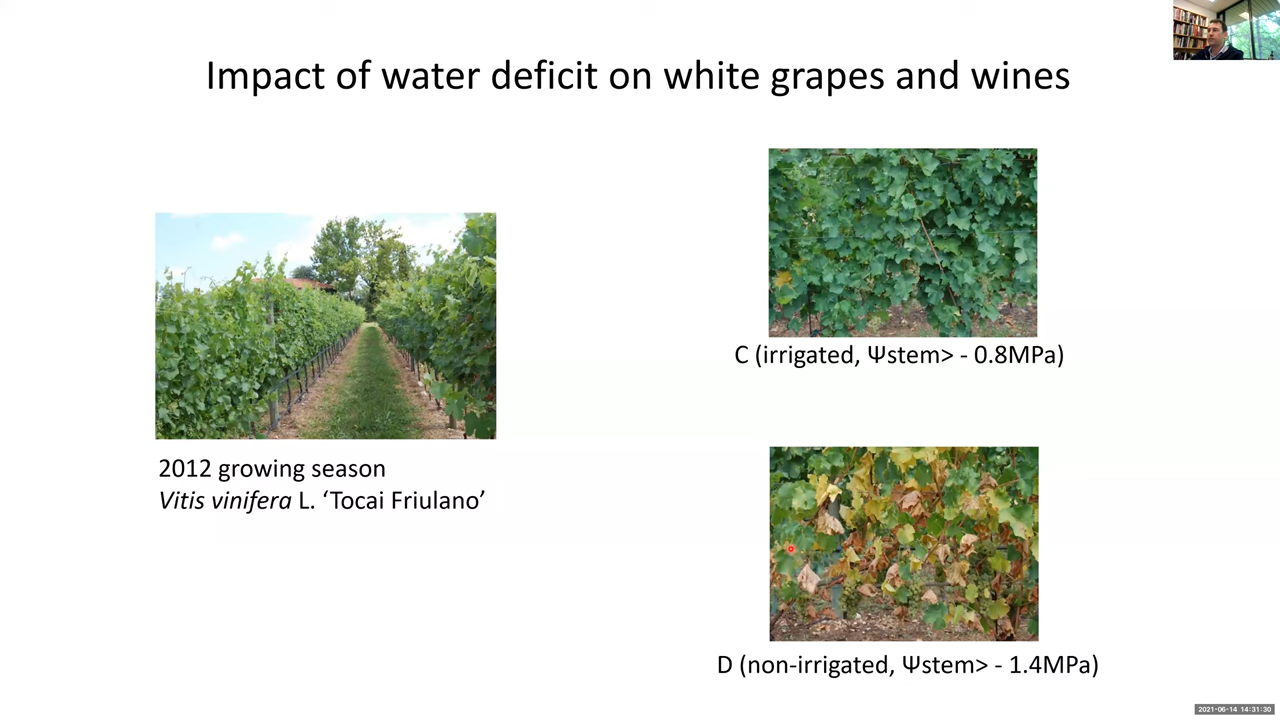 Impact of water deficit on white grapes and wines
C (irrigated, Ψstem> - 0.8MPa)
2012 growing season
Vitis vinifera L. ‘Tocai Friulano’
D (non-irrigated, Ψstem> - 1.4MPa)
2021-06-14 14:31:30